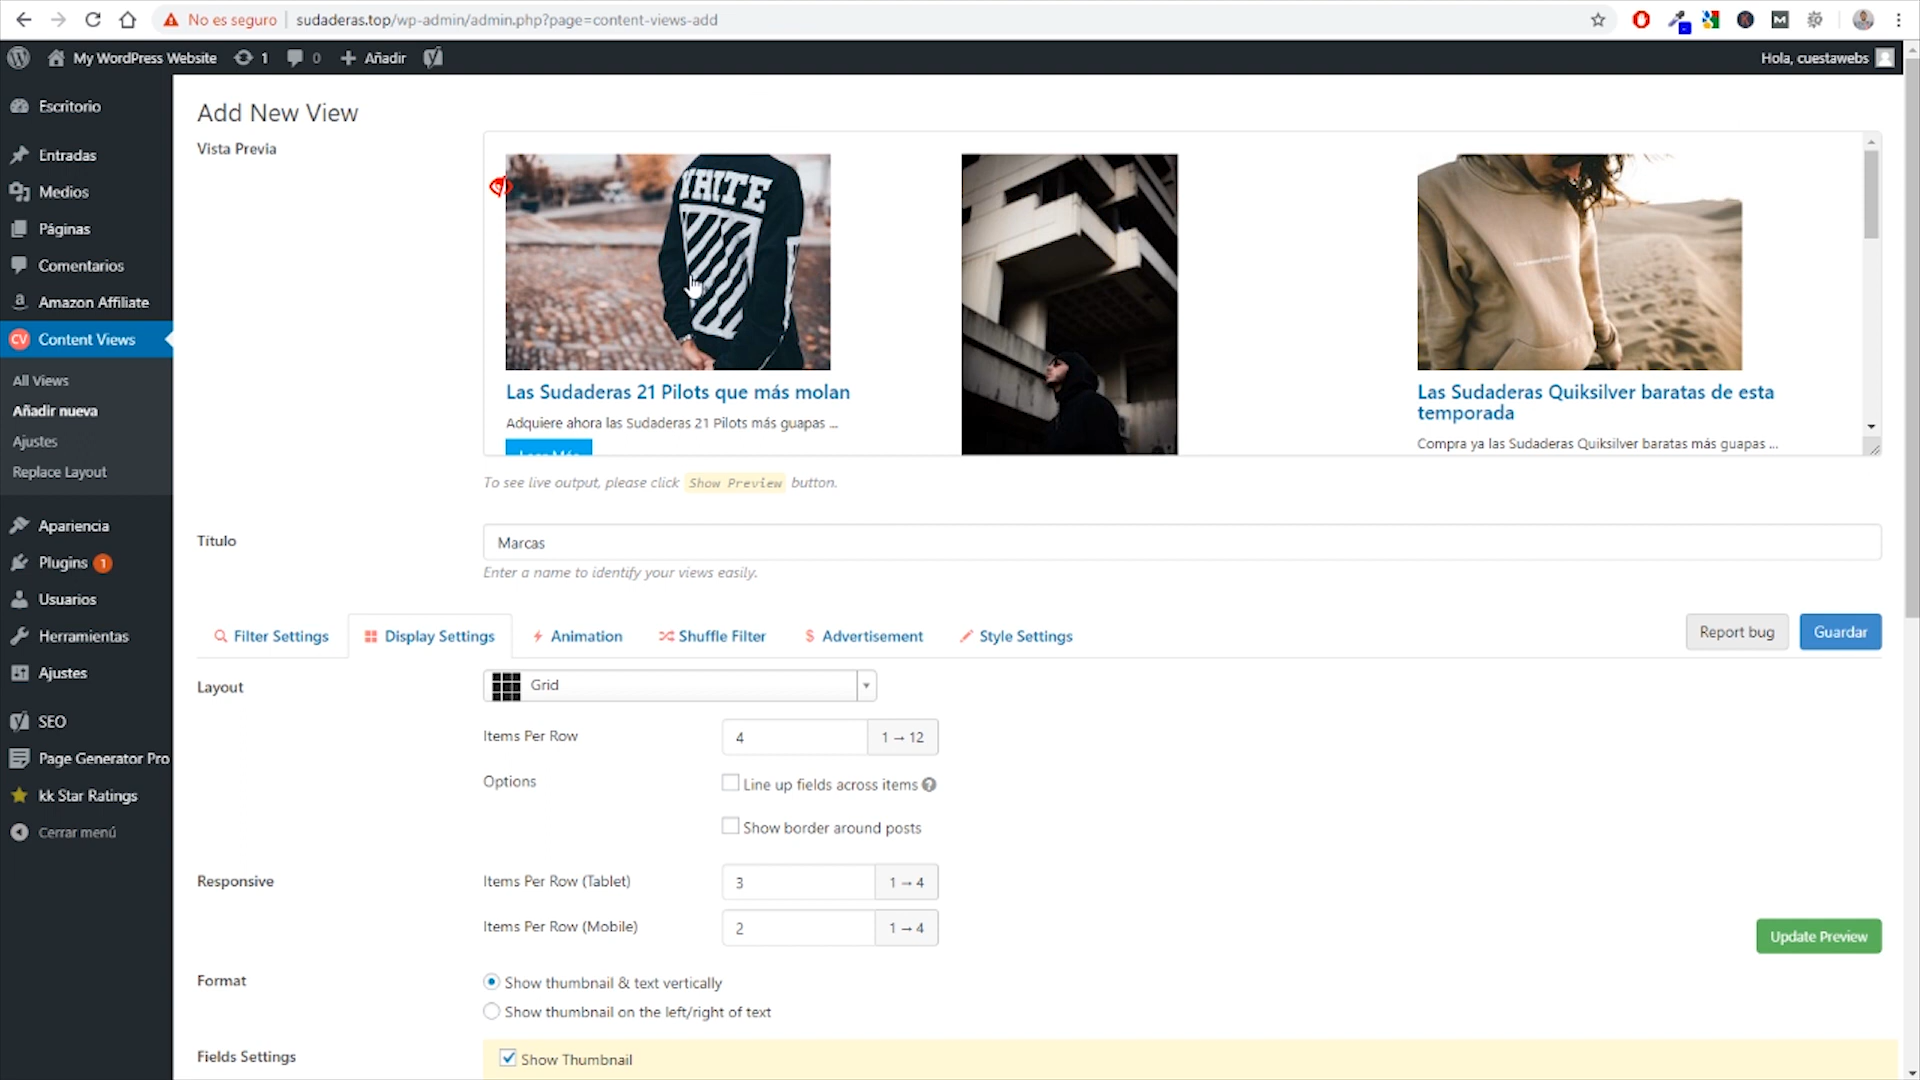 No es seguro
sudaderas.top/wp-admin/admin.php?page=content-views-add
My WordPress Website
1
0
Añadir
Hola, cuestawebs
Escritorio
Entradas
Medios
Páginas
Comentarios
Amazon Affiliate
Content Views
All Views
Añadir nueva
Ajustes
Replace Layout
Apariencia
Plugins 1
Usuarios
Herramientas
Ajustes
SEO
Page Generator Pro
kk Star Ratings
Cerrar menú
Add New View
Vista Previa
WHITE
Las Sudaderas 21 Pilots que más molan
Adquiere ahora las Sudaderas 21 Pilots más guapas ...
Leer Más
Las Sudaderas Quiksilver baratas de esta
temporada
Compra ya las Sudaderas Quiksilver baratas más guapas ...
To see live output, please click Show Preview button.
Título
Marcas
Enter a name to identify your views easily.
Filter Settings
Display Settings
Animation
Shuffle Filter
$ Advertisement
Style Settings
Report bug
Guardar
Layout
Grid
Items Per Row
4
1 → 12
Options
Line up fields across items ?
Show border around posts
Responsive
Items Per Row (Tablet)
3
1 → 4
Items Per Row (Mobile)
2
1 → 4
Update Preview
Format
Show thumbnail & text vertically
Show thumbnail on the left/right of text
Fields Settings
Show Thumbnail